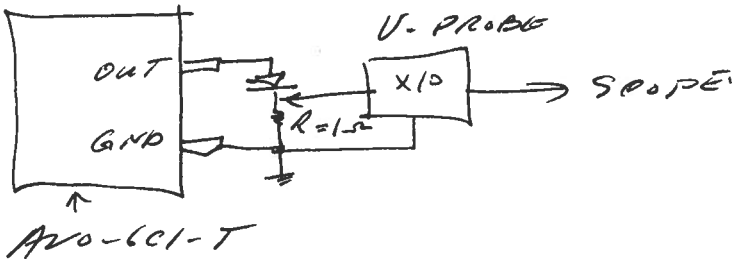 V-PROBE
OUT
X10
SCOPE
R=1Ω
GND
AVO-6C1-T